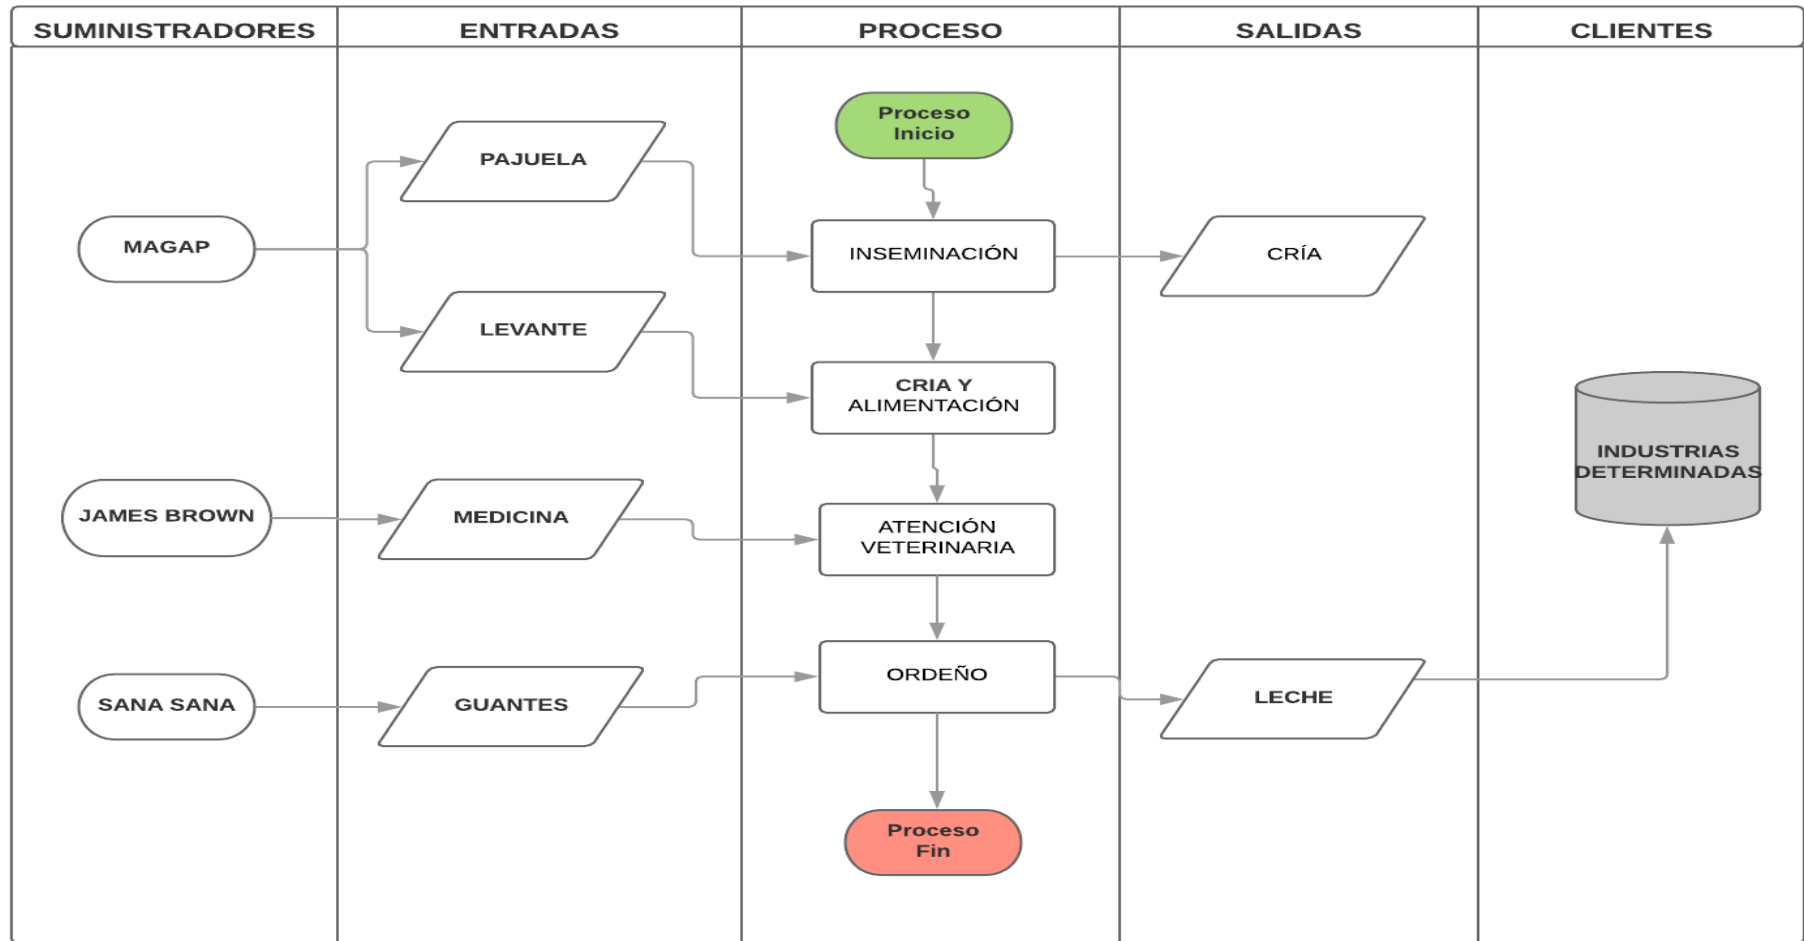 SUMINISTRADORES
ENTRADAS
PROCESO
SALIDAS
CLIENTES
Proceso
Inicio
PAJUELA
MAGAP
INSEMINACIÓN
CRÍA
LEVANTE
CRIA Y
ALIMENTACIÓN
INDUSTRIAS
DETERMINADAS
JAMES BROWN
MEDICINA
ATENCIÓN
VETERINARIA
SANA SANA
GUANTES
ORDEÑO
LECHE
Proceso
Fin